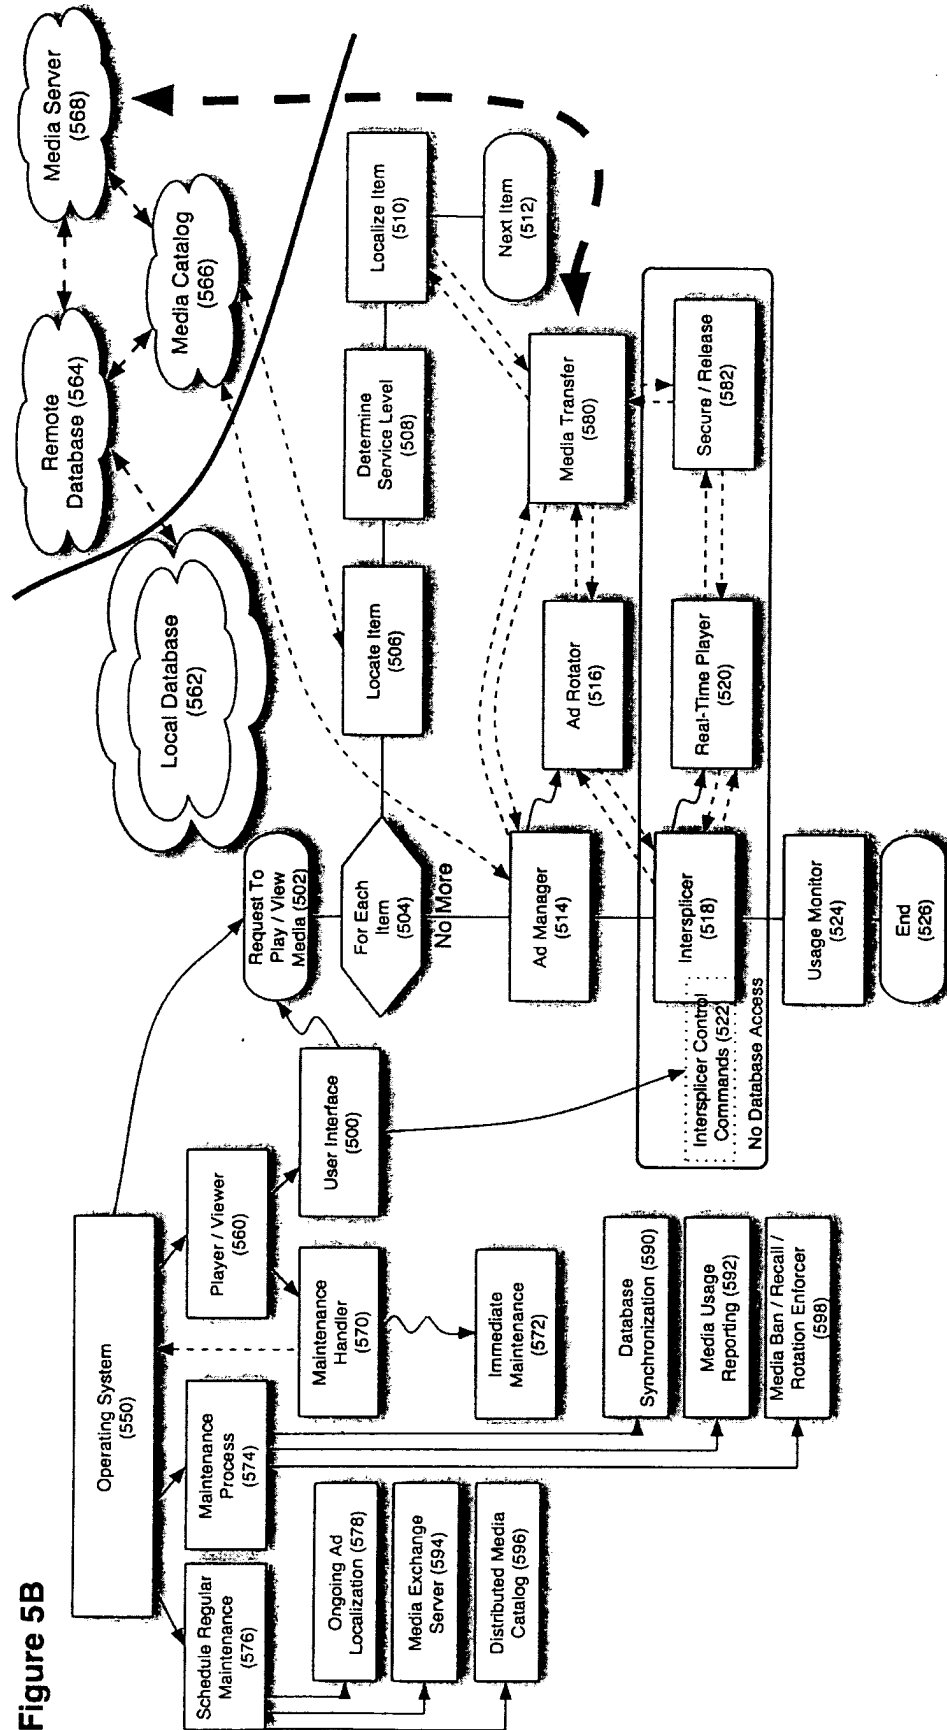 Figure 5B
Operating System
(550)
Schedule Regular
Maintenance
(576)
Maintenance
Process
(574)
Player / Viewer
(560)
Ongoing Ad
Localization (578)
Media Exchange
Server (594)
Distributed Media
Catalog (596)
Maintenance
Handler
(570)
User Interface
(500)
Immediate
Maintenance
(572)
Database
Synchronization (590)
Media Usage
Reporting (592)
Media Ban / Recall /
Rotation Enforcer
(598)
Request To
Play / View
Media (502)
For Each
Item
(504)
No More
Locate Item
(506)
Determine
Service Level
(508)
Localize Item
(510)
Next Item
(512)
Local Database
(562)
Remote
Database (564)
Media Catalog
(566)
Media Server
(568)
Ad Manager
(514)
Ad Rotator
(516)
Media Transfer
(580)
Intersplicer
(518)
Intersplicer Control
Commands (522)
No Database Access
Real-Time Player
(520)
Secure / Release
(582)
Usage Monitor
(524)
End
(526)